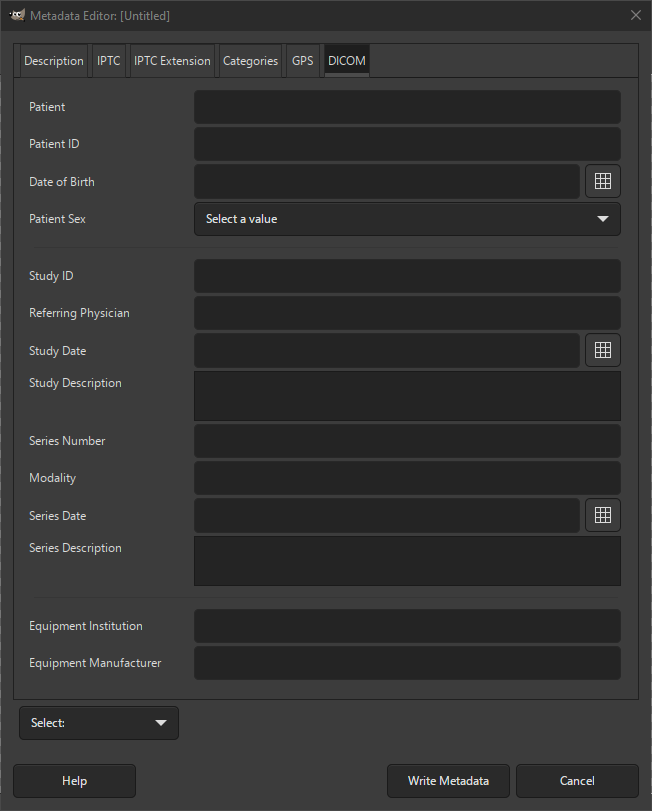 Metadata Editor: [Untitled]
Description IPTC IPTC Extension Categories GPS DICOM
Patient
Patient ID
Date of Birth
Patient Sex Select a value
Study ID
Referring Physician
Study Date
Study Description
Series Number
Modality
Series Date
Series Description
Equipment Institution
Equipment Manufacturer
Select:
Help Write Metadata Cancel